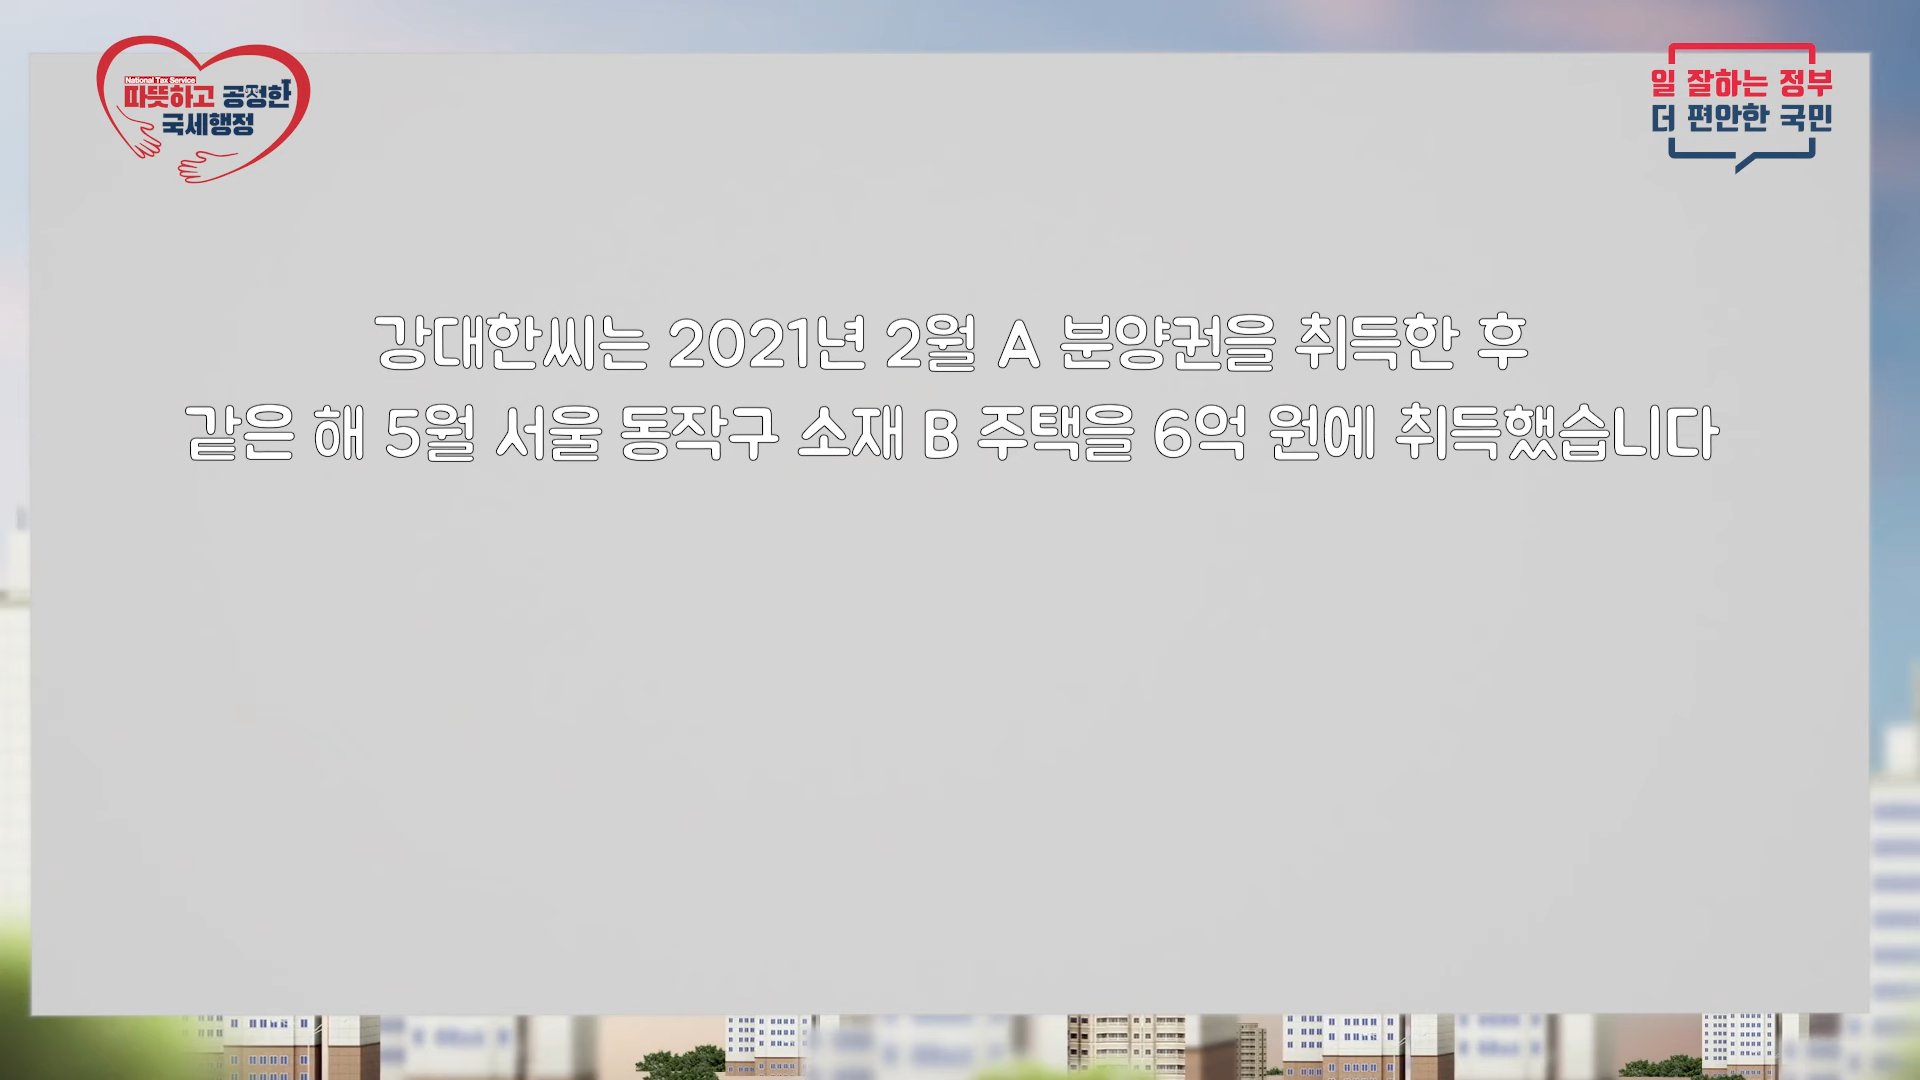 National Tax Service
따뜻하고 공정한
국세행정
일 잘하는 정부
더 편안한 국민
강대한씨는 2021년 2월 A 분양권을 취득한 후
같은 해 5월 서울 동작구 소재 B 주택을 6억 원에 취득했습니다